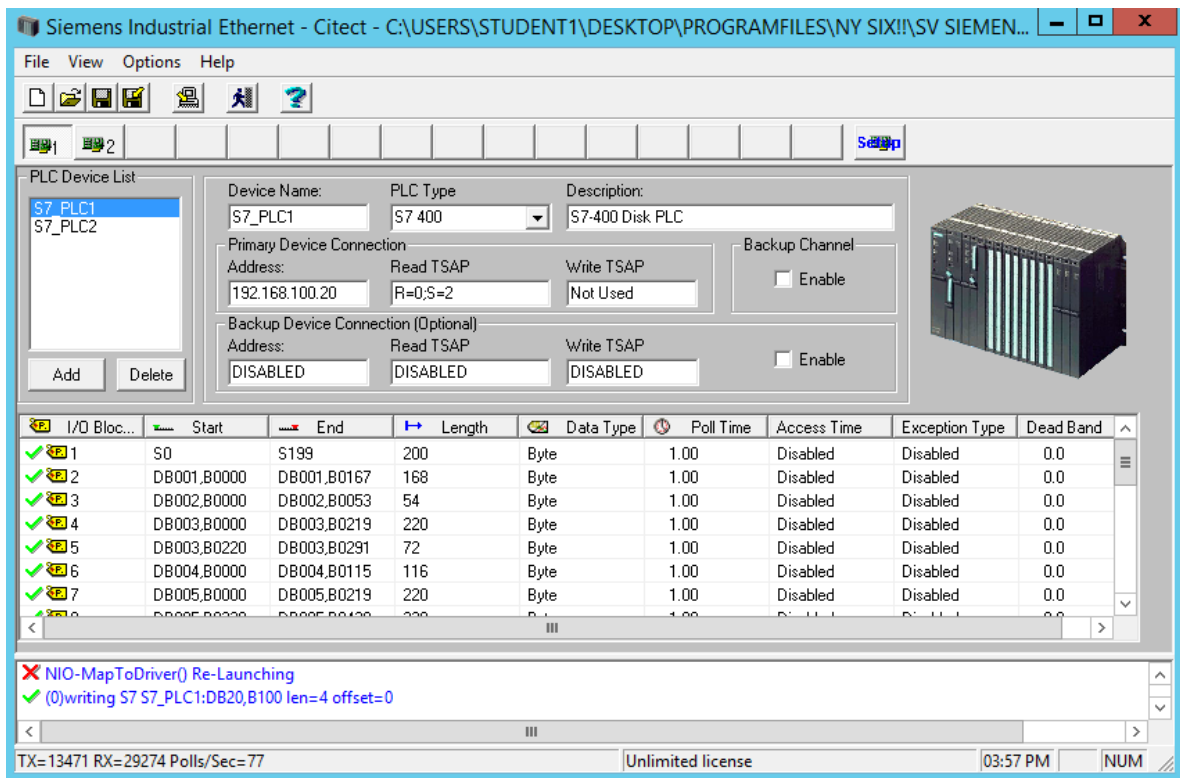 Siemens Industrial Ethernet - Citect - C:\USERS\STUDENT1\DESKTOP\PROGRAMFILES\NY SIX!!\SV SIEMEN...
File View Options Help
1 2 Setup
PLC Device List
S7_PLC1
S7_PLC2
Add Delete
Device Name: PLC Type Description:
S7_PLC1 S7 400 S7-400 Disk PLC
Primary Device Connection
Address: Read TSAP Write TSAP
192.168.100.20 R=0;S=2 Not Used
Backup Channel
Enable
Backup Device Connection (Optional)
Address: Read TSAP Write TSAP
DISABLED DISABLED DISABLED Enable
I/O Bloc... Start End Length Data Type Poll Time Access Time Exception Type Dead Band
1 S0 S199 200 Byte 1.00 Disabled Disabled 0.0
2 DB001,B0000 DB001,B0167 168 Byte 1.00 Disabled Disabled 0.0
3 DB002,B0000 DB002,B0053 54 Byte 1.00 Disabled Disabled 0.0
4 DB003,B0000 DB003,B0219 220 Byte 1.00 Disabled Disabled 0.0
5 DB003,B0220 DB003,B0291 72 Byte 1.00 Disabled Disabled 0.0
6 DB004,B0000 DB004,B0115 116 Byte 1.00 Disabled Disabled 0.0
7 DB005,B0000 DB005,B0219 220 Byte 1.00 Disabled Disabled 0.0
NIO-MapToDriver() Re-Launching
(0)writing S7 S7_PLC1:DB20,B100 len=4 offset=0
TX=13471 RX=29274 Polls/Sec=77 Unlimited license 03:57 PM NUM